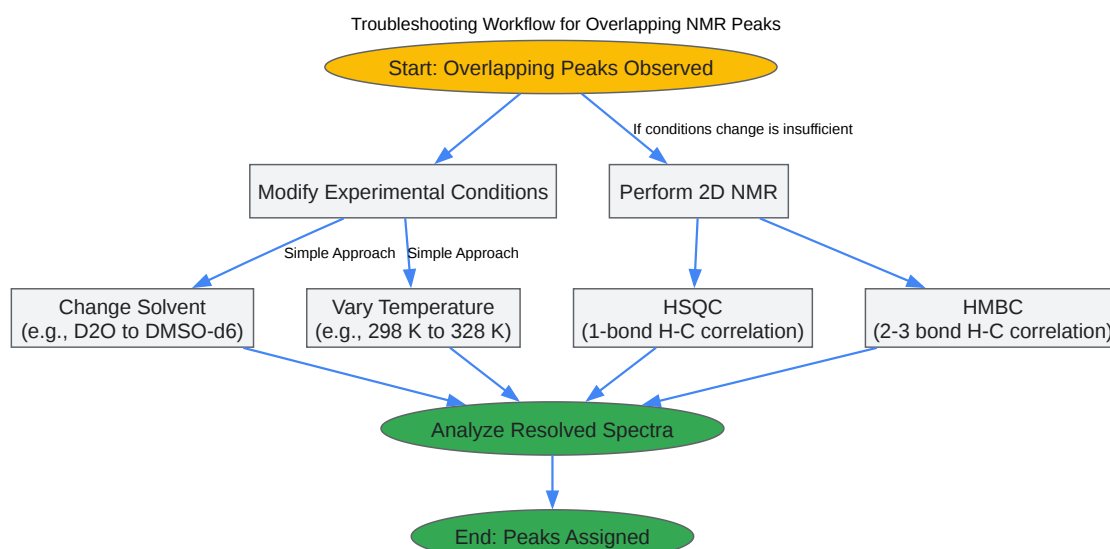 Troubleshooting Workflow for Overlapping NMR Peaks
Start: Overlapping Peaks Observed
If conditions change is insufficient
Modify Experimental Conditions
Perform 2D NMR
Simple Approach
Simple Approach
Change Solvent
(e.g., D2O to DMSO-d6)
Vary Temperature
(e.g., 298 K to 328 K)
HSQC
(1-bond H-C correlation)
HMBC
(2-3 bond H-C correlation)
Analyze Resolved Spectra
End: Peaks Assigned